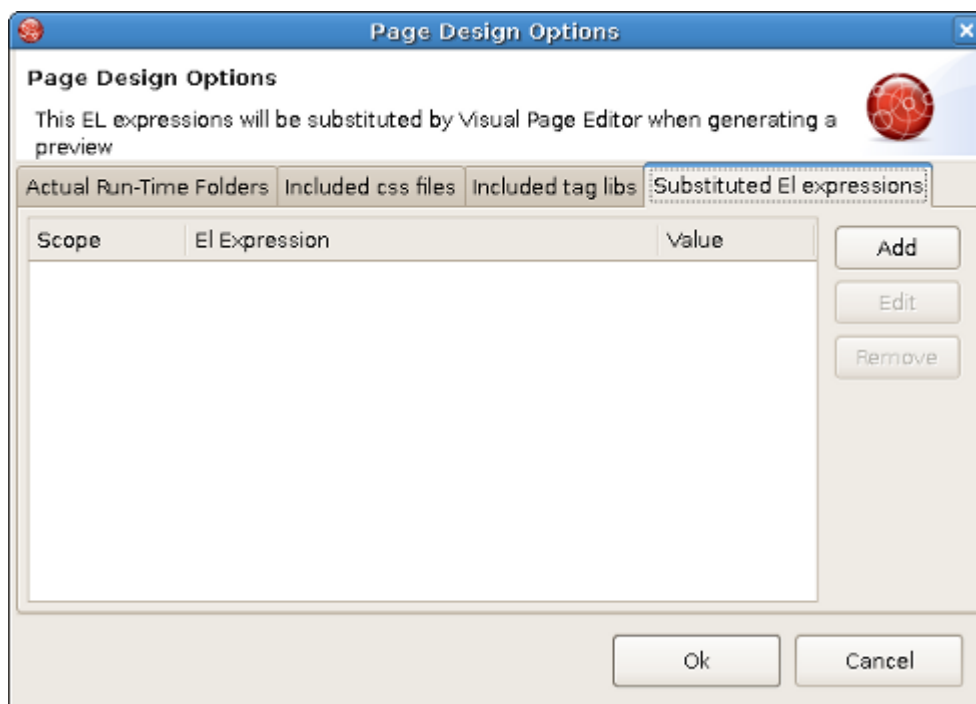 Page Design Options
Page Design Options
This EL expressions will be substituted by Visual Page Editor when generating a
preview
Actual Run-Time Folders Included css files Included tag libs Substituted El expressions
Scope El Expression Value Add
Edit
Remove
Ok Cancel